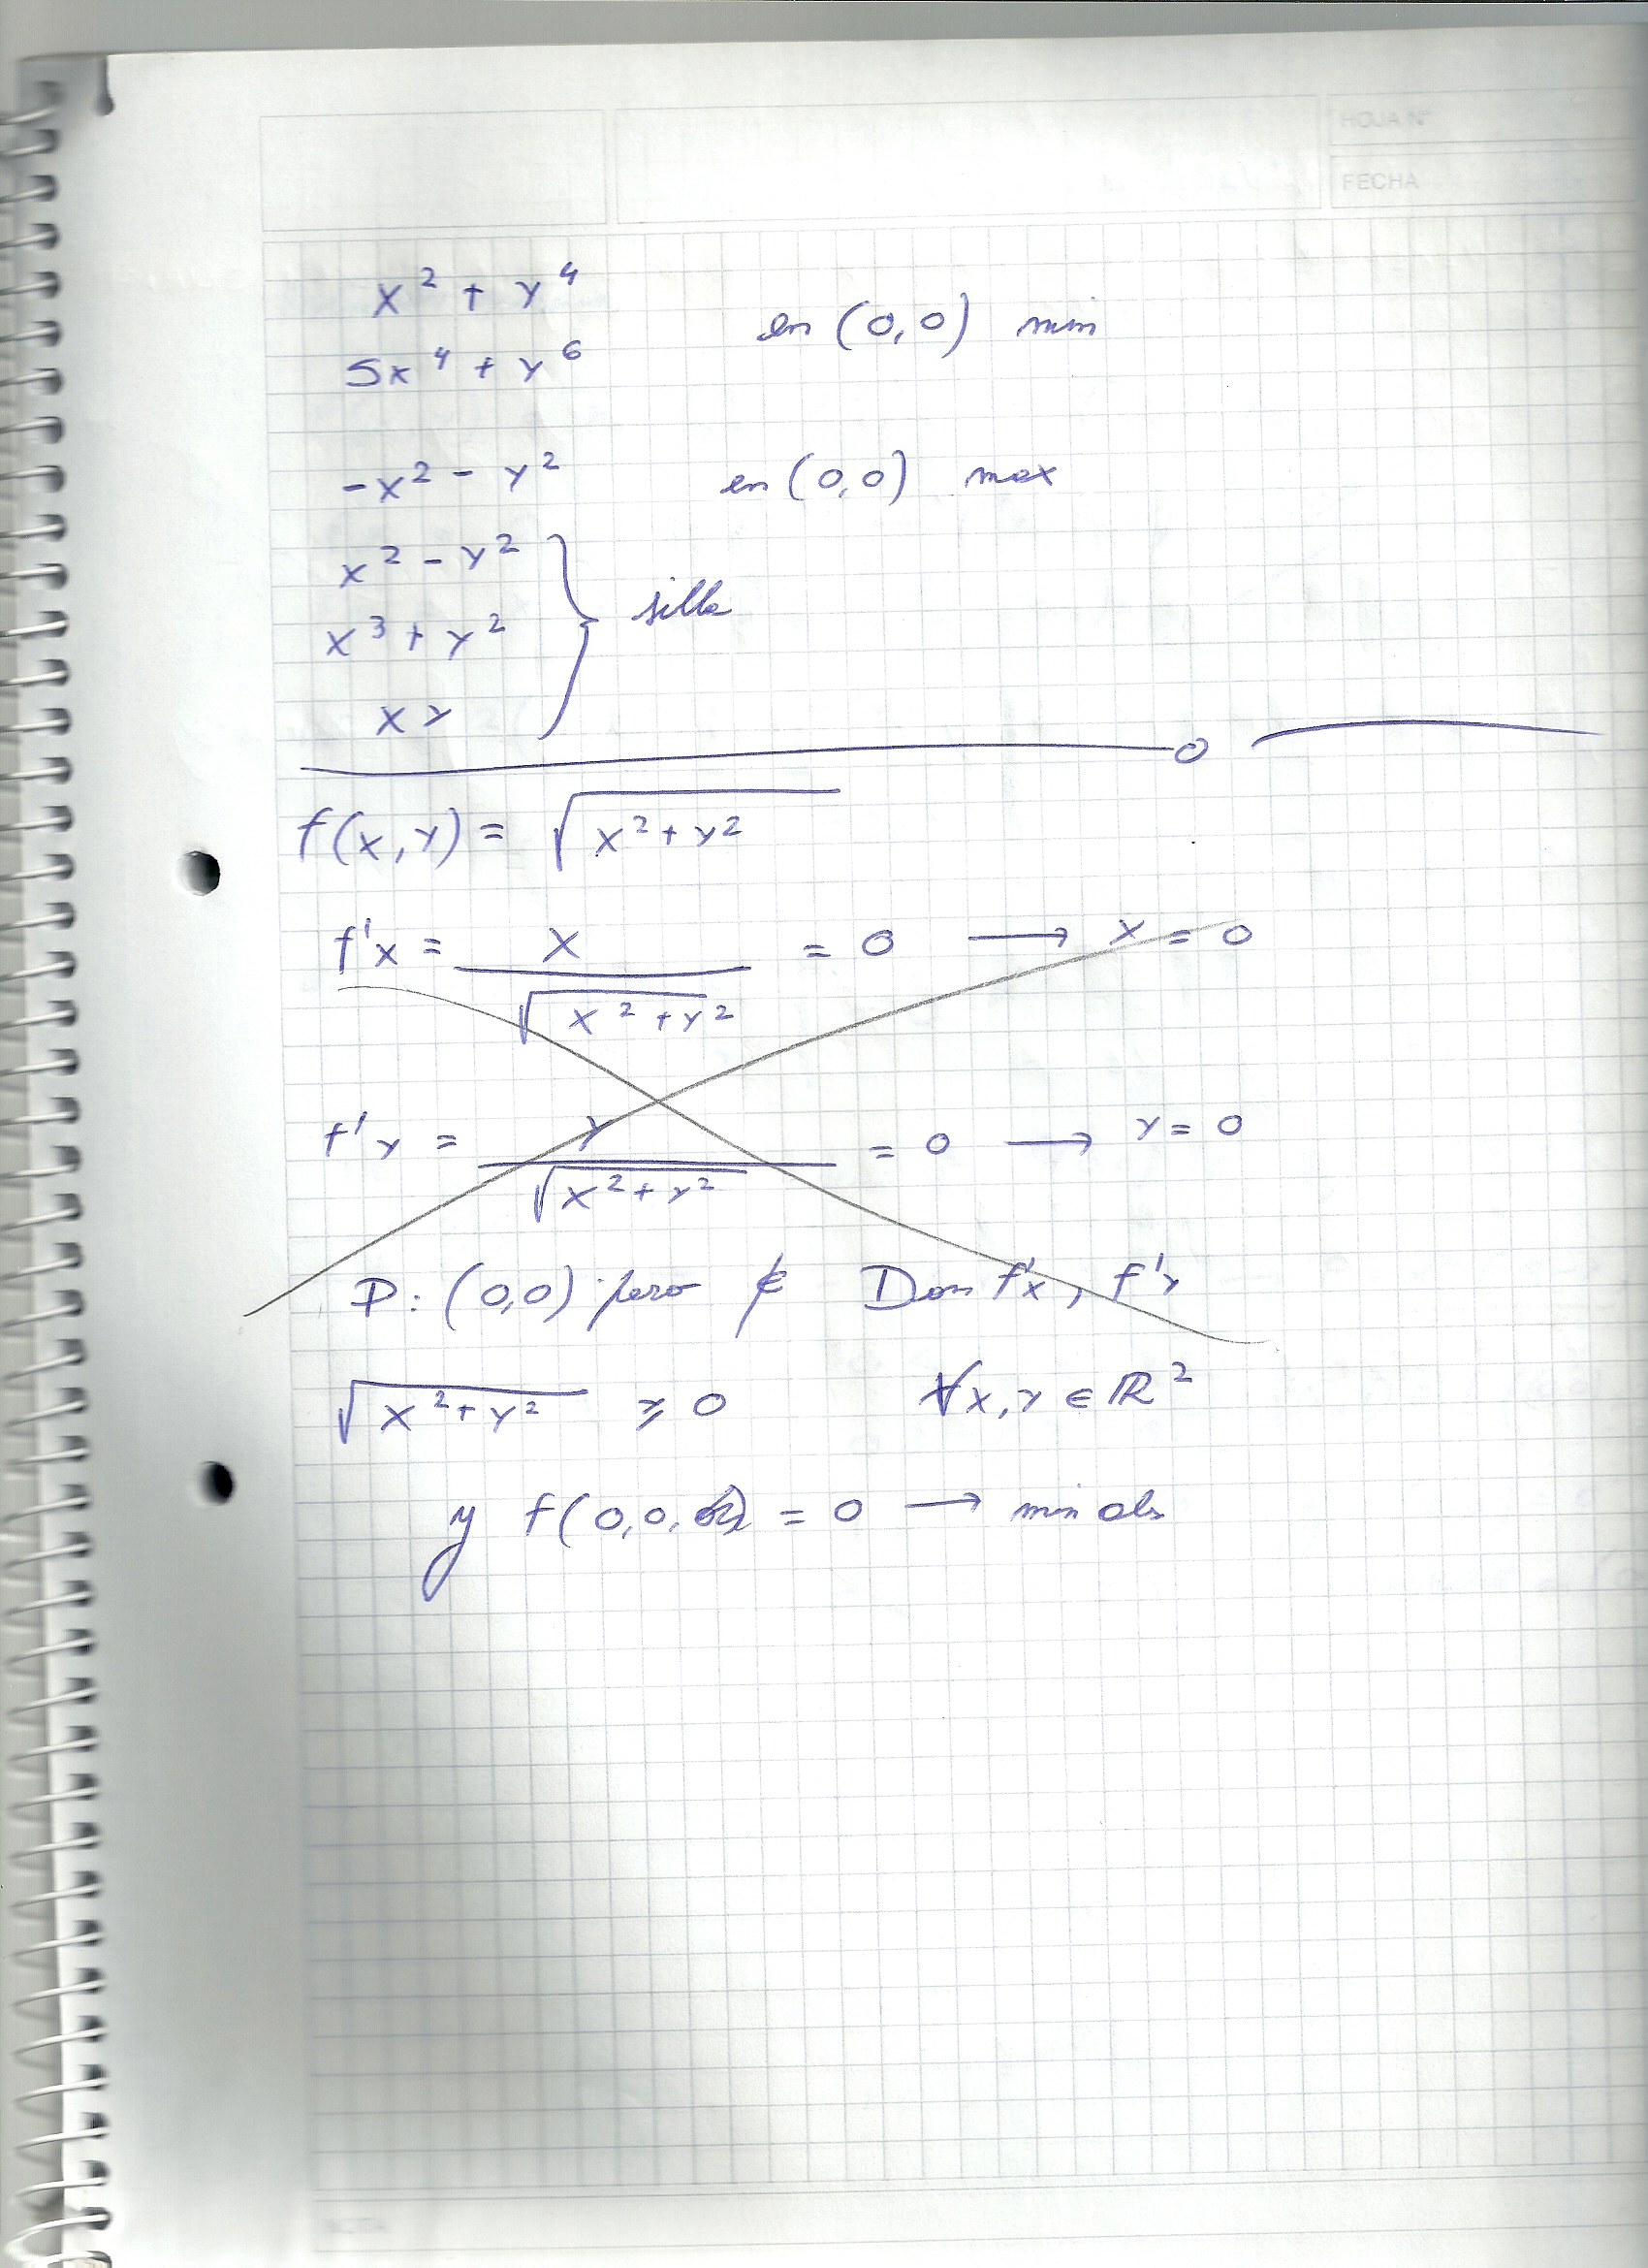 HOJA Nº
FECHA
x² + y⁴
en (0,0) min
5x⁴ + y⁶
-x² - y² en (0,0) max
x² - y²
x³ + y² } silla
xy
f(x,y) = √(x²+y²)
f'x = x / √(x²+y²) = 0 → x = 0
f'y = y / √(x²+y²) = 0 → y = 0
P: (0,0) pero ∉ Dom f'x, f'y
√(x²+y²) ≥ 0 ∀x,y ∈ ℝ²
y f(0,0) = 0 → min abs
NOTA